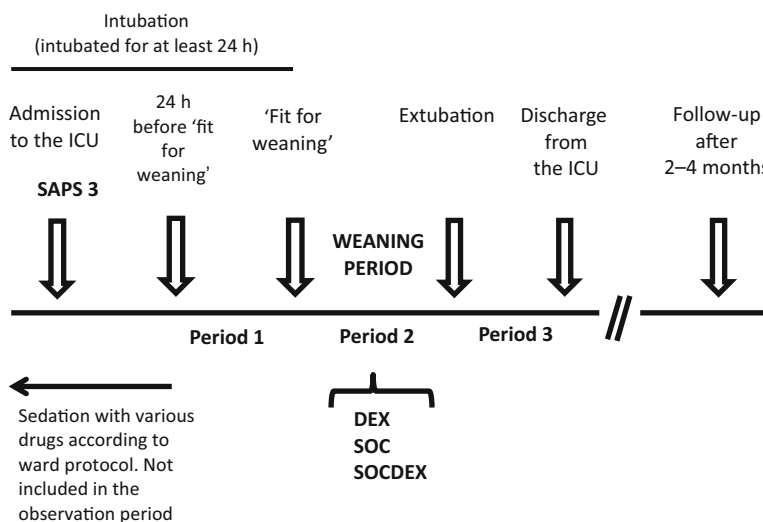 Intubation
(intubated for at least 24 h)
Admission
to the ICU
SAPS 3
24 h
before ‘fit
for
weaning’
‘Fit for
weaning’
Extubation
Discharge
from
the ICU
Follow-up
after
2–4 months
WEANING
PERIOD
Period 1
Period 2
Period 3
Sedation with various
drugs according to
ward protocol. Not
included in the
observation period
DEX
SOC
SOCDEX